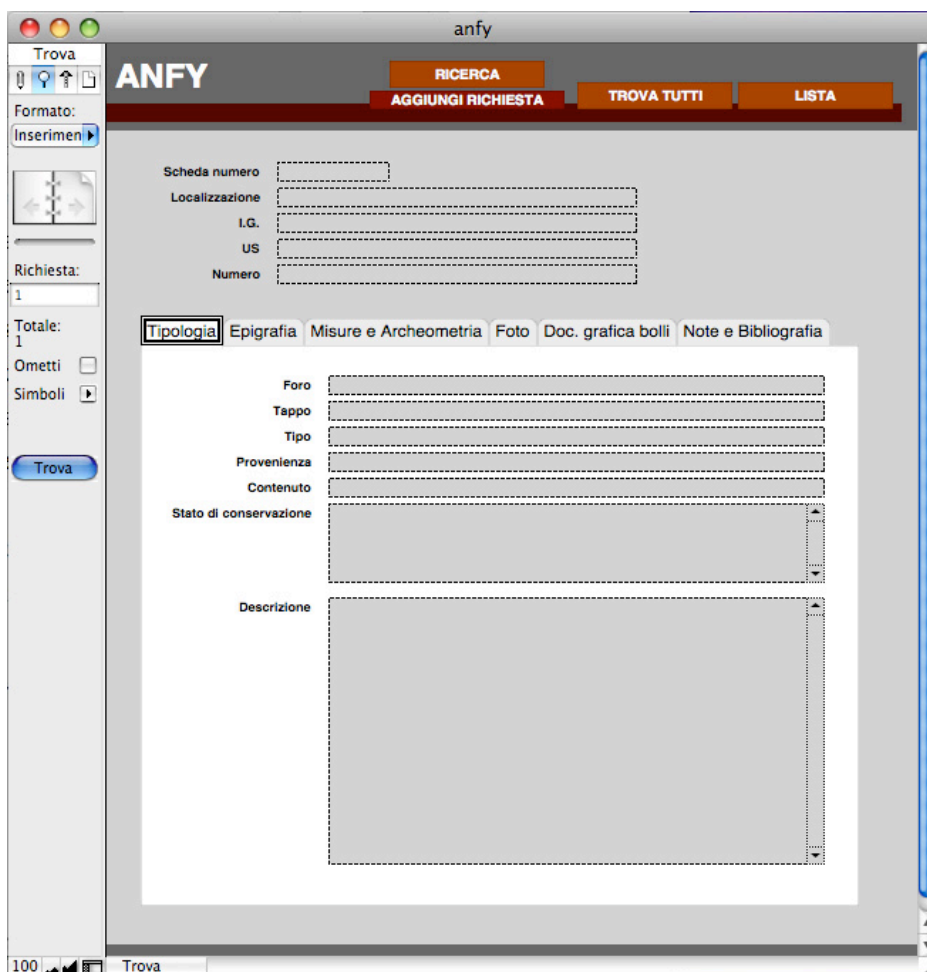 anfy
Trova
Formato:
Inserimen
Richiesta:
1
Totale:
1
Ometti
Simboli
Trova
ANFY
RICERCA
AGGIUNGI RICHIESTA
TROVA TUTTI
LISTA
Scheda numero
Localizzazione
I.G.
US
Numero
Tipologia Epigrafia Misure e Archeometria Foto Doc. grafica bolli Note e Bibliografia
Foro
Tappo
Tipo
Provenienza
Contenuto
Stato di conservazione
Descrizione
100 Trova